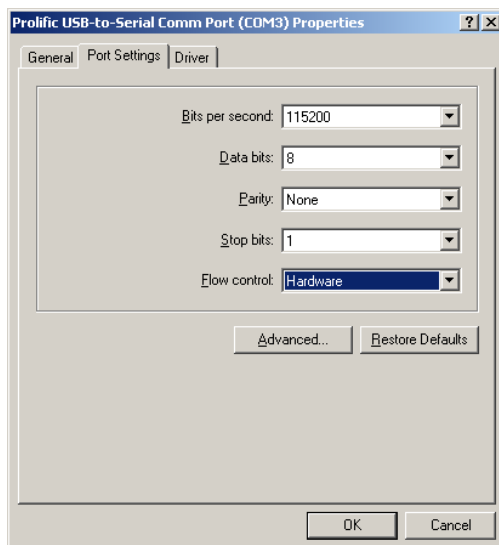 Prolific USB-to-Serial Comm Port (COM3) Properties
General Port Settings Driver
Bits per second: 115200
Data bits: 8
Parity: None
Stop bits: 1
Flow control: Hardware
Advanced... Restore Defaults
OK Cancel